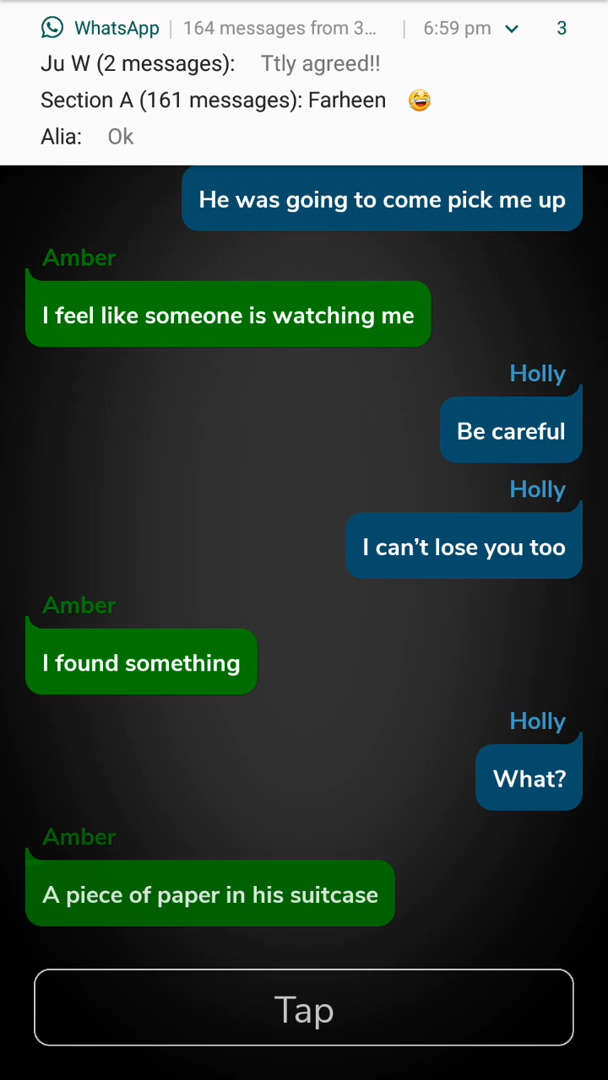 WhatsApp | 164 messages from 3... | 6:59 pm 3
Ju W (2 messages): Ttly agreed!!
Section A (161 messages): Farheen 😂
Alia: Ok
He was going to come pick me up
Amber
I feel like someone is watching me
Holly
Be careful
Holly
I can't lose you too
Amber
I found something
Holly
What?
Amber
A piece of paper in his suitcase
Tap